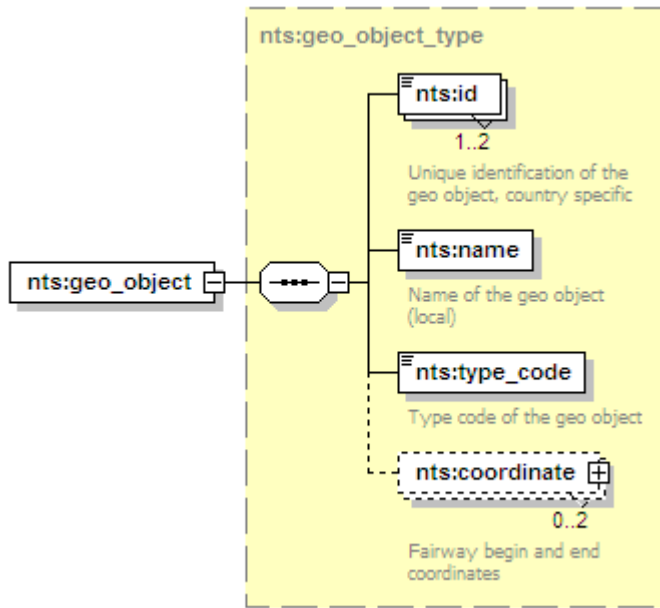 nts:geo_object_type
nts:id
1..2
Unique identification of the
geo object, country specific
nts:name
Name of the geo object
(local)
nts:geo_object
nts:type_code
Type code of the geo object
nts:coordinate
0..2
Fairway begin and end
coordinates